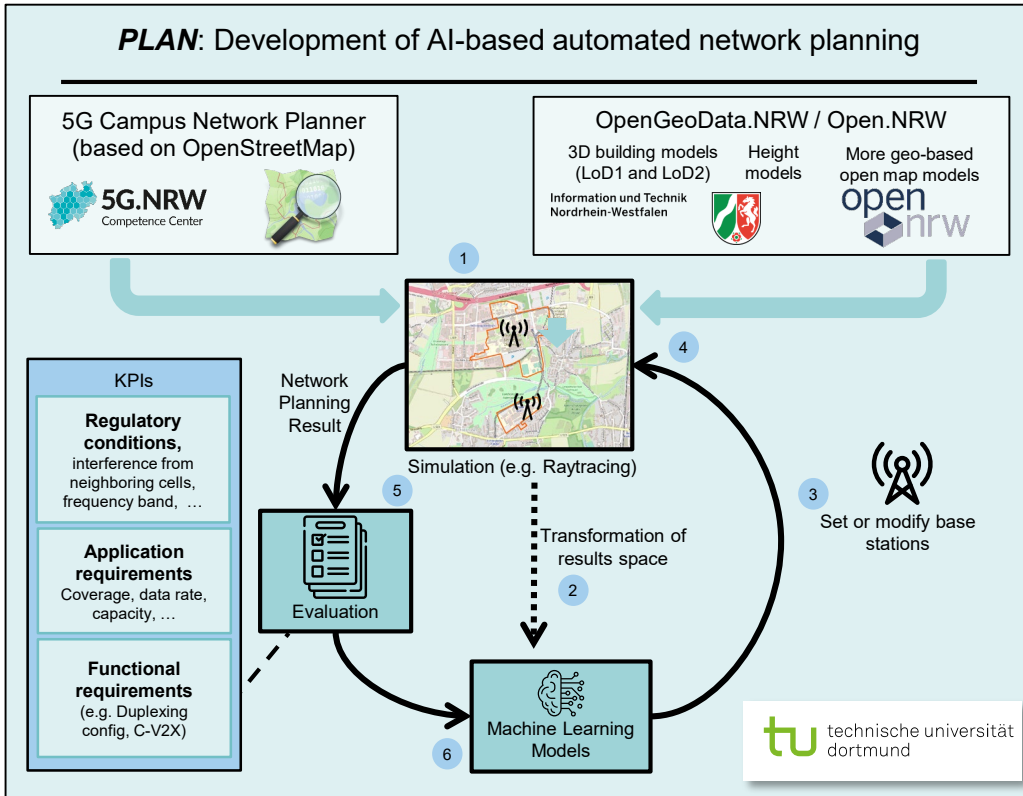 PLAN: Development of AI-based automated network planning
5G Campus Network Planner
(based on OpenStreetMap)
5G.NRW
Competence Center
OpenGeoData.NRW / Open.NRW
3D building models
(LoD1 and LoD2)
Height
models
More geo-based
open map models
Information und Technik
Nordrhein-Westfalen
open
nrw
1
4
Network
Planning
Result
Simulation (e.g. Raytracing)
KPIs
Regulatory
conditions,
interference from
neighboring cells,
frequency band, …
Application
requirements
Coverage, data rate,
capacity, …
Functional
requirements
(e.g. Duplexing
config, C-V2X)
5
Evaluation
Transformation of
results space
2
3
Set or modify base
stations
6
Machine Learning
Models
tu technische universität
dortmund